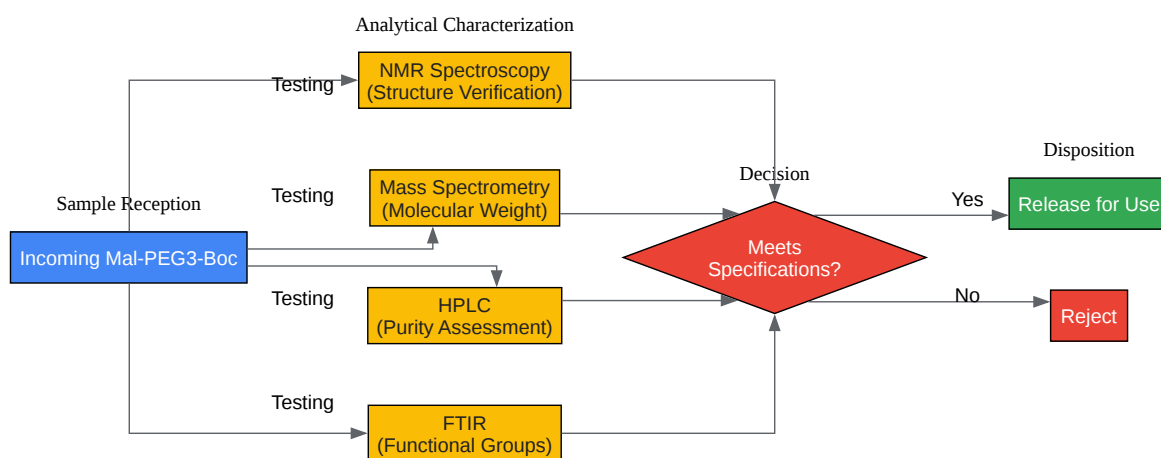 Analytical Characterization
Testing
NMR Spectroscopy
(Structure Verification)
Testing
Mass Spectrometry
(Molecular Weight)
Decision
Disposition
Sample Reception
Yes
Release for Use
Incoming Mal-PEG3-Boc
Meets
Specifications?
Testing
HPLC
(Purity Assessment)
No
Reject
Testing
FTIR
(Functional Groups)